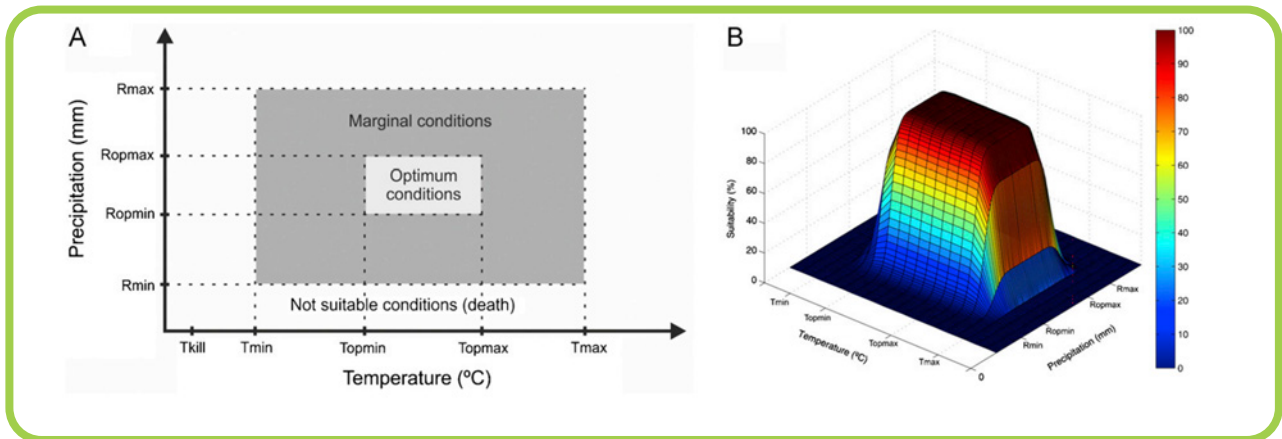 A
Precipitation (mm)
Rmax
Ropmax
Ropmin
Rmin
Marginal conditions
Optimum
conditions
Not suitable conditions (death)
Tkill
Tmin
Topmin
Topmax
Tmax
Temperature (ºC)
B
Suitability (%)
100
80
60
40
20
0
Tmin
Topmin
Topmax
Tmax
Temperature (ºC)
0
Rmin
Ropmin
Ropmax
Rmax
Precipitation (mm)
100
90
80
70
60
50
40
30
20
10
0